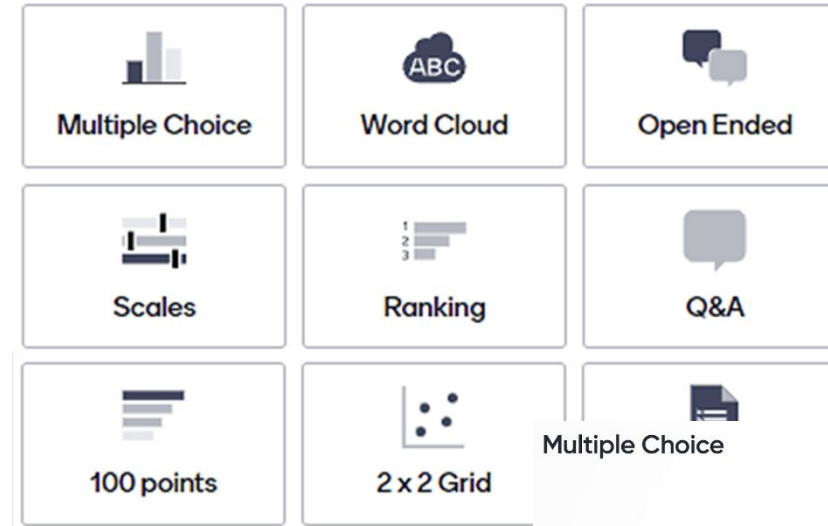 Multiple Choice
ABC
Word Cloud
Open Ended
Scales
1
2
3
Ranking
Q&A
100 points
2 x 2 Grid
Multiple Choice